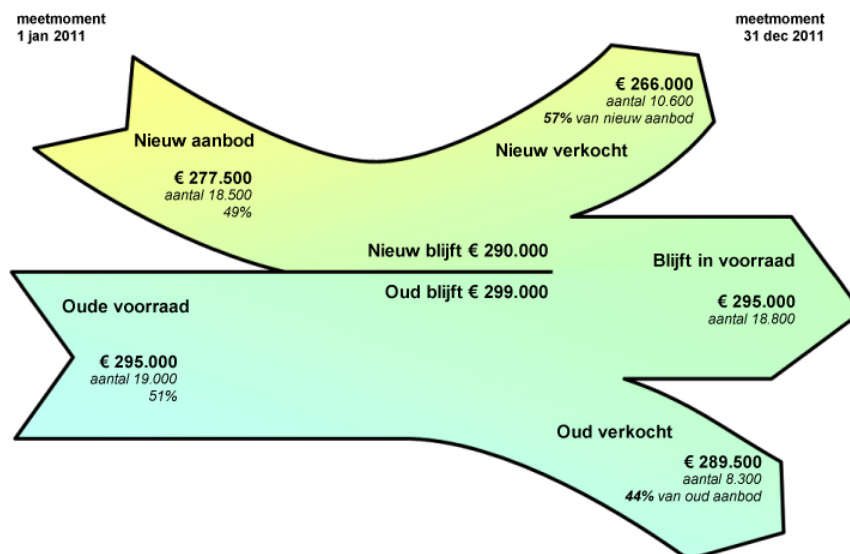 meetmoment
1 jan 2011
meetmoment
31 dec 2011
€ 266.000
aantal 10.600
57% van nieuw aanbod
Nieuw verkocht
Nieuw aanbod
€ 277.500
aantal 18.500
49%
Nieuw blijft € 290.000
Oud blijft € 299.000
Blijft in voorraad
€ 295.000
aantal 18.800
Oude voorraad
€ 295.000
aantal 19.000
51%
Oud verkocht
€ 289.500
aantal 8.300
44% van oud aanbod